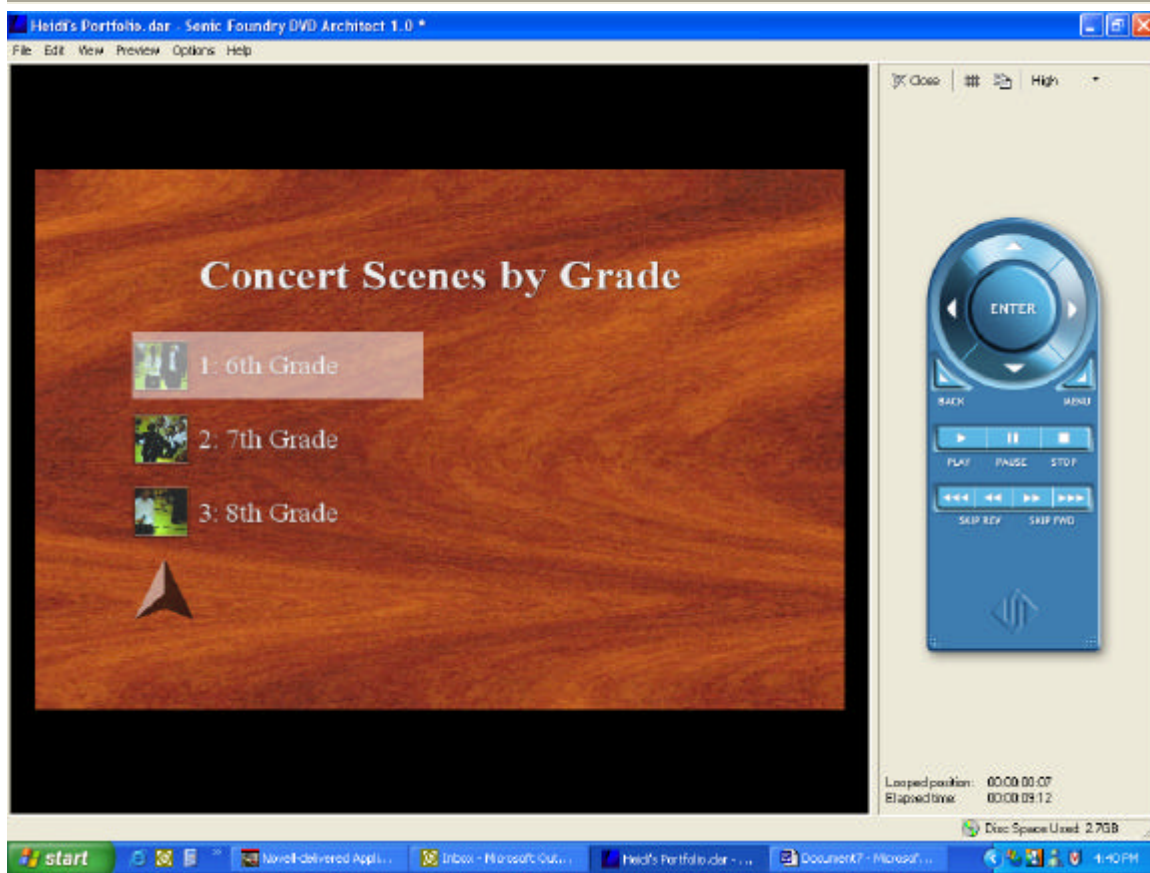 Heidi's Portfolio.dar - Sonic Foundry DVD Architect 1.0 *
File Edit View Preview Options Help
Close High
Concert Scenes by Grade
1: 6th Grade
2: 7th Grade
3: 8th Grade
ENTER
BACK MENU
PLAY PAUSE STOP
SKIP REV SKIP FWD
Looped position: 00:00:00:07
Elapsed time: 00:00:09:12
Disc Space Used: 2.7GB
start Novell-delivered Appli... Inbox - Microsoft Out... Heidi's Portfolio.dar - ... Document7 - Microsof... 4:40 PM